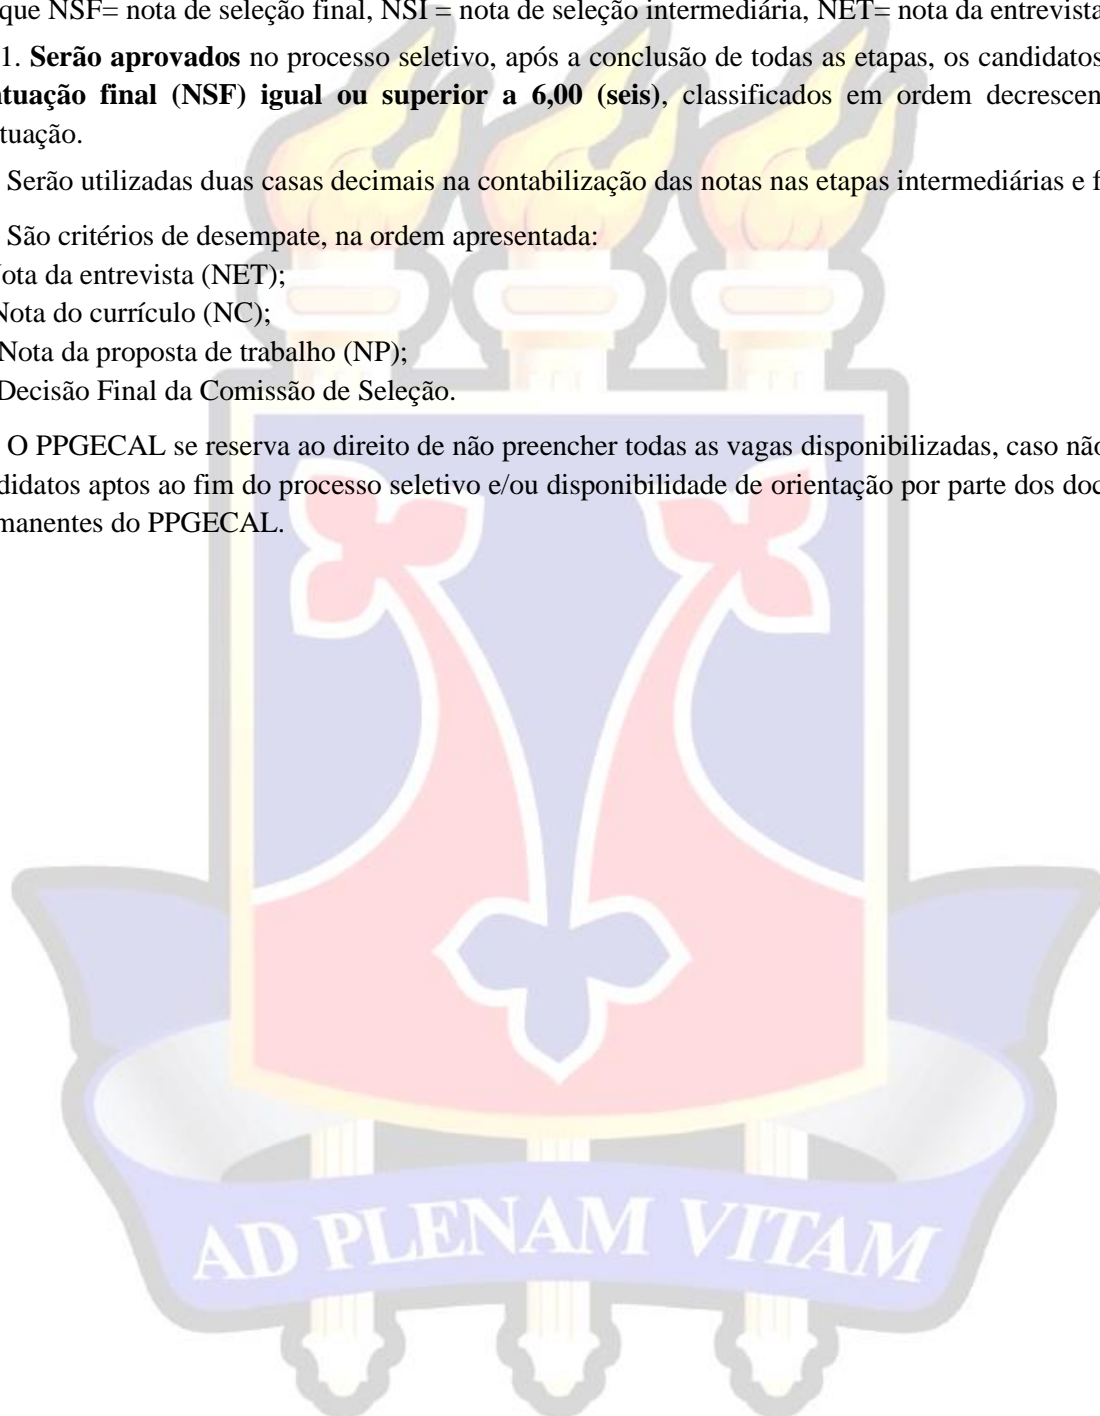 que NSF= nota de seleção final, NSI = nota de seleção intermediária, NET= nota da entrevista
1. Serão aprovados no processo seletivo, após a conclusão de todas as etapas, os candidatos
ntuação final (NSF) igual ou superior a 6,00 (seis), classificados em ordem decrescen
tuação.
Serão utilizadas duas casas decimais na contabilização das notas nas etapas intermediárias e f
São critérios de desempate, na ordem apresentada:
Nota da entrevista (NET);
Nota do currículo (NC);
Nota da proposta de trabalho (NP);
Decisão Final da Comissão de Seleção.
O PPGECAL se reserva ao direito de não preencher todas as vagas disponibilizadas, caso não
didatos aptos ao fim do processo seletivo e/ou disponibilidade de orientação por parte dos doc
manentes do PPGECAL.
AD PLENAM VITAM